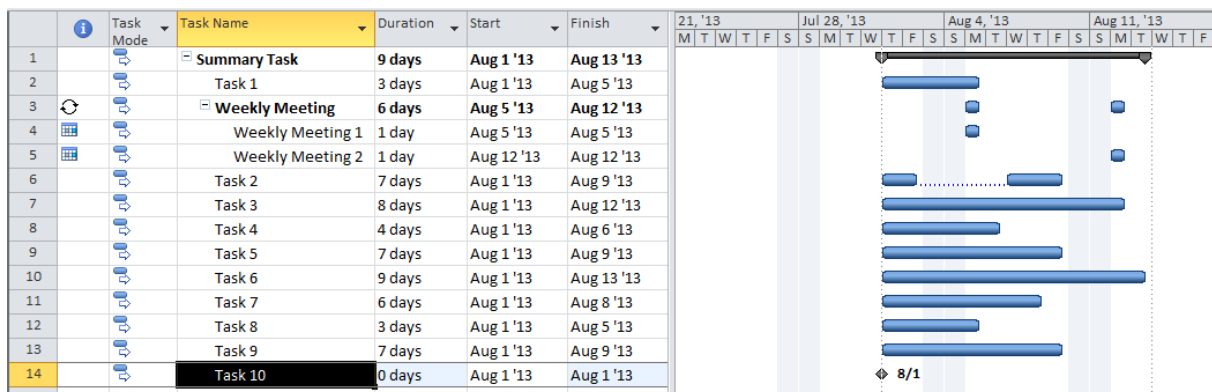 Task Mode Task Name Duration Start Finish 21, '13 Jul 28, '13 Aug 4, '13 Aug 11, '13
M T W T F S S M T W T F S S M T W T F S S M T W T F
1 Summary Task 9 days Aug 1 '13 Aug 13 '13
2 Task 1 3 days Aug 1 '13 Aug 5 '13
3 Weekly Meeting 6 days Aug 5 '13 Aug 12 '13
4 Weekly Meeting 1 1 day Aug 5 '13 Aug 5 '13
5 Weekly Meeting 2 1 day Aug 12 '13 Aug 12 '13
6 Task 2 7 days Aug 1 '13 Aug 9 '13
7 Task 3 8 days Aug 1 '13 Aug 12 '13
8 Task 4 4 days Aug 1 '13 Aug 6 '13
9 Task 5 7 days Aug 1 '13 Aug 9 '13
10 Task 6 9 days Aug 1 '13 Aug 13 '13
11 Task 7 6 days Aug 1 '13 Aug 8 '13
12 Task 8 3 days Aug 1 '13 Aug 5 '13
13 Task 9 7 days Aug 1 '13 Aug 9 '13
14 Task 10 0 days Aug 1 '13 Aug 1 '13 8/1